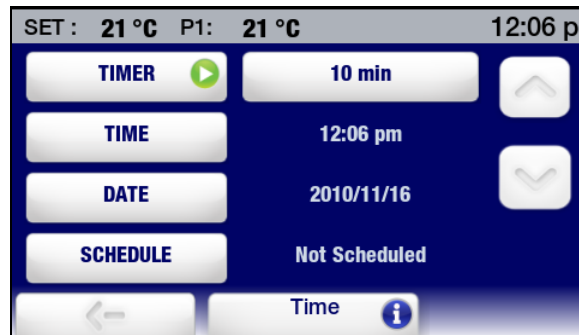 SET : 21 °C P1: 21 °C 12:06 p
TIMER 10 min
TIME 12:06 pm
DATE 2010/11/16
SCHEDULE Not Scheduled
Time i